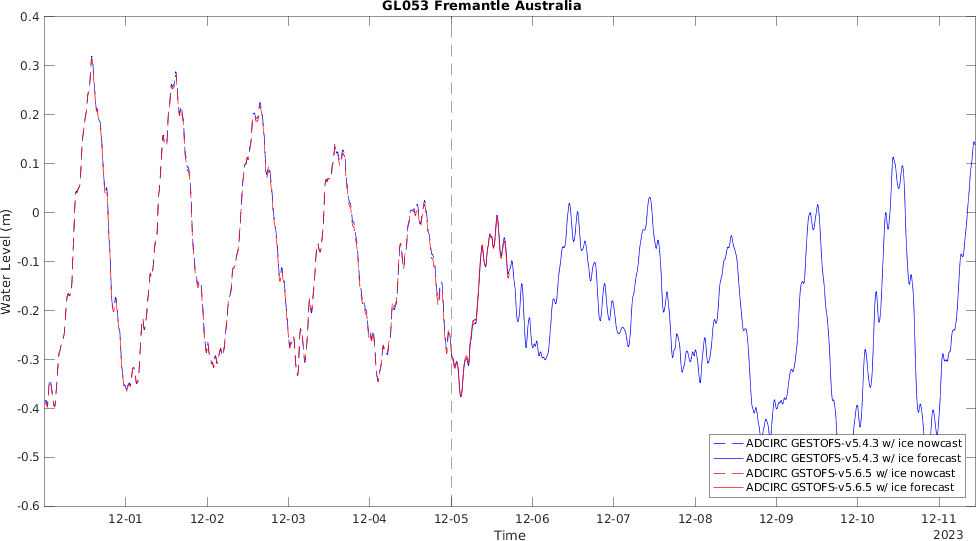 GL053 Fremantle Australia
0.4
0.3
0.2
0.1
0
-0.1
-0.2
-0.3
-0.4
-0.5
-0.6
Water Level (m)
ADCIRC GESTOFS-v5.4.3 w/ ice nowcast
ADCIRC GESTOFS-v5.4.3 w/ ice forecast
ADCIRC GSTOFS-v5.6.5 w/ ice nowcast
ADCIRC GSTOFS-v5.6.5 w/ ice forecast
12-01 12-02 12-03 12-04 12-05 12-06 12-07 12-08 12-09 12-10 12-11
Time
2023